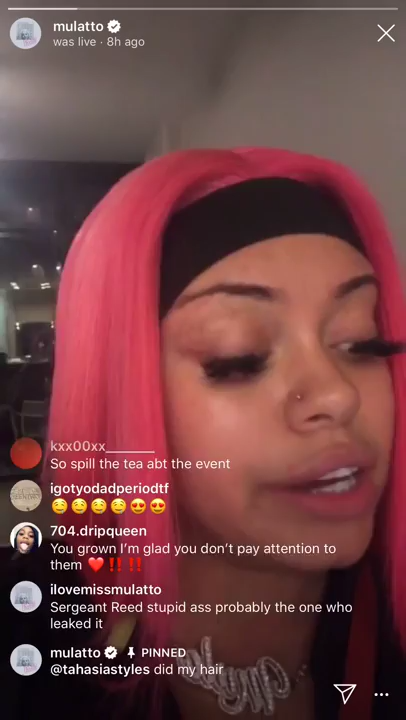 mulatto
was live · 8h ago
kxx00xx______
So spill the tea abt the event
igotyodadperiodtf
🤤🤤🤤🤤😍😍
704.dripqueen
You grown I’m glad you don’t pay attention to
them ❤️‼️‼️
ilovemissmulatto
Sergeant Reed stupid ass probably the one who
leaked it
mulatto PINNED
@tahasiastyles did my hair